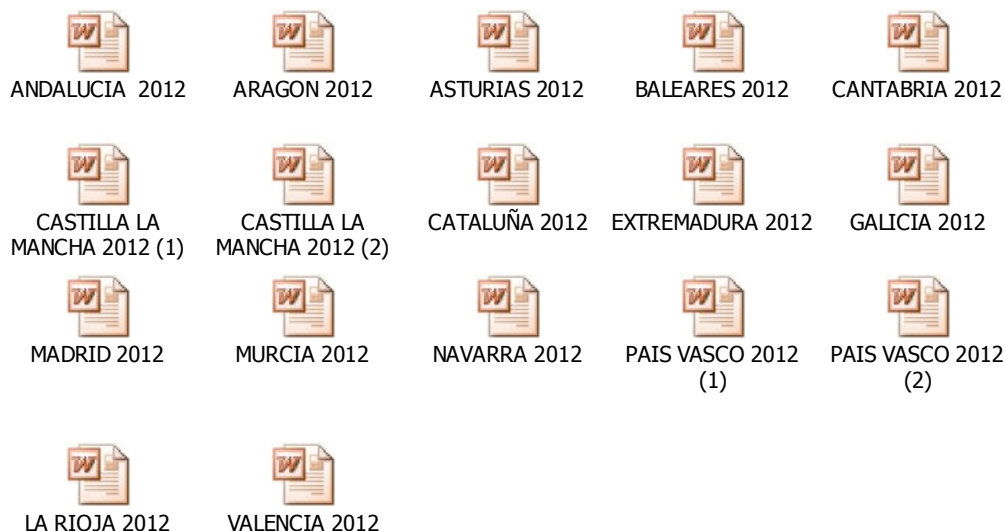 ANDALUCIA  2012
ARAGON 2012
ASTURIAS 2012
BALEARES 2012
CANTABRIA 2012
CASTILLA LA
MANCHA 2012 (1)
CASTILLA LA
MANCHA 2012 (2)
CATALUÑA 2012
EXTREMADURA 2012
GALICIA 2012
MADRID 2012
MURCIA 2012
NAVARRA 2012
PAIS VASCO 2012
(1)
PAIS VASCO 2012
(2)
LA RIOJA 2012
VALENCIA 2012